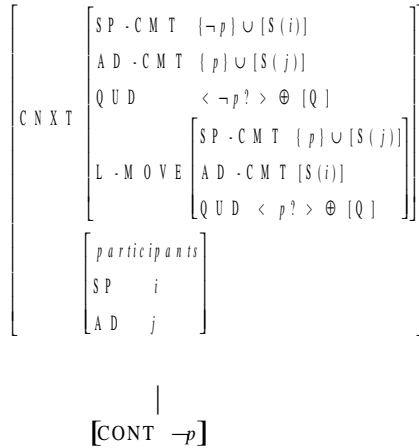 SP-CMT {¬p}∪[S(i)]
AD-CMT {p}∪[S(j)]
QUD <¬p?> ⊕ [Q]
SP-CMT {p}∪[S(j)]
CNXT
L-MOVE AD-CMT [S(i)]
QUD <p?> ⊕ [Q]
participants
SP i
AD j
[CONT ¬p]